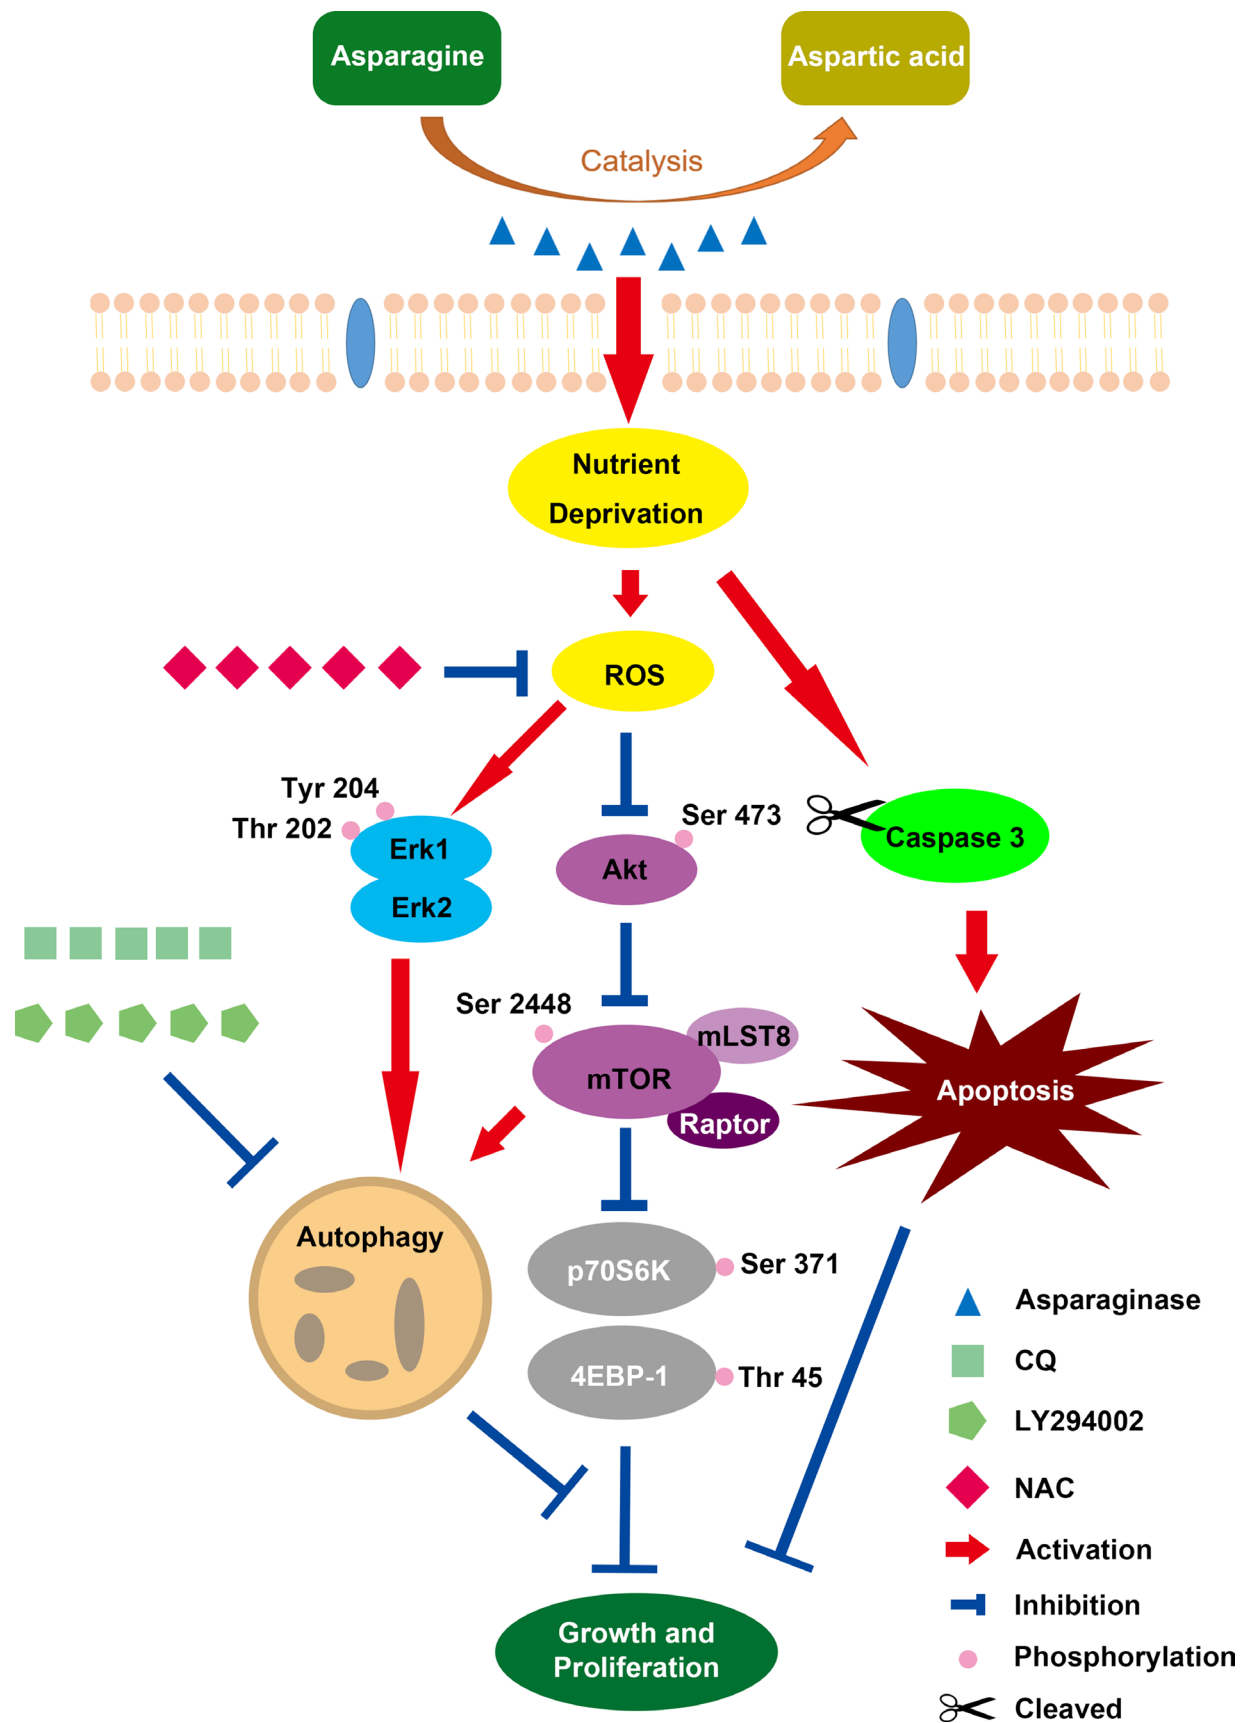 Asparagine
Aspartic acid
Catalysis
Nutrient
Deprivation
ROS
Tyr 204
Thr 202
Ser 473
Erk1
Akt
Caspase 3
Erk2
Ser 2448
mLST8
mTOR
Raptor
Apoptosis
Autophagy
p70S6K
Ser 371
4EBP-1
Thr 45
Growth and
Proliferation
Asparaginase
CQ
LY294002
NAC
Activation
Inhibition
Phosphorylation
Cleaved